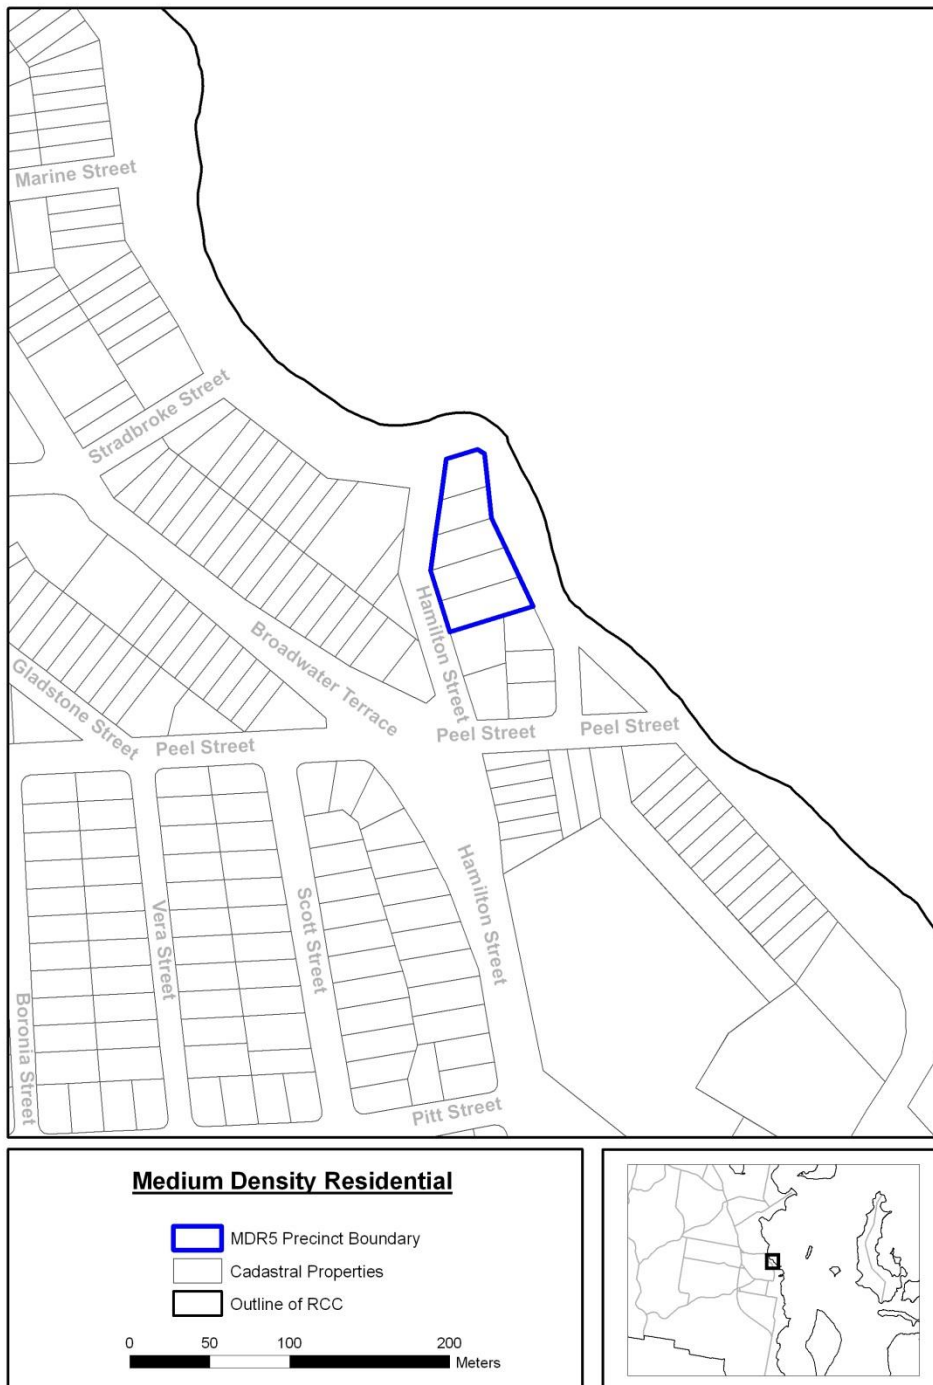 Marine Street
Stradbroke Street
Broadwater Terrace
Hamilton Street
Gladstone Street
Peel Street
Peel Street
Peel Street
Hamilton Street
Scott Street
Vera Street
Boronia Street
Pitt Street
Medium Density Residential
MDR5 Precinct Boundary
Cadastral Properties
Outline of RCC
0 50 100 200
Meters